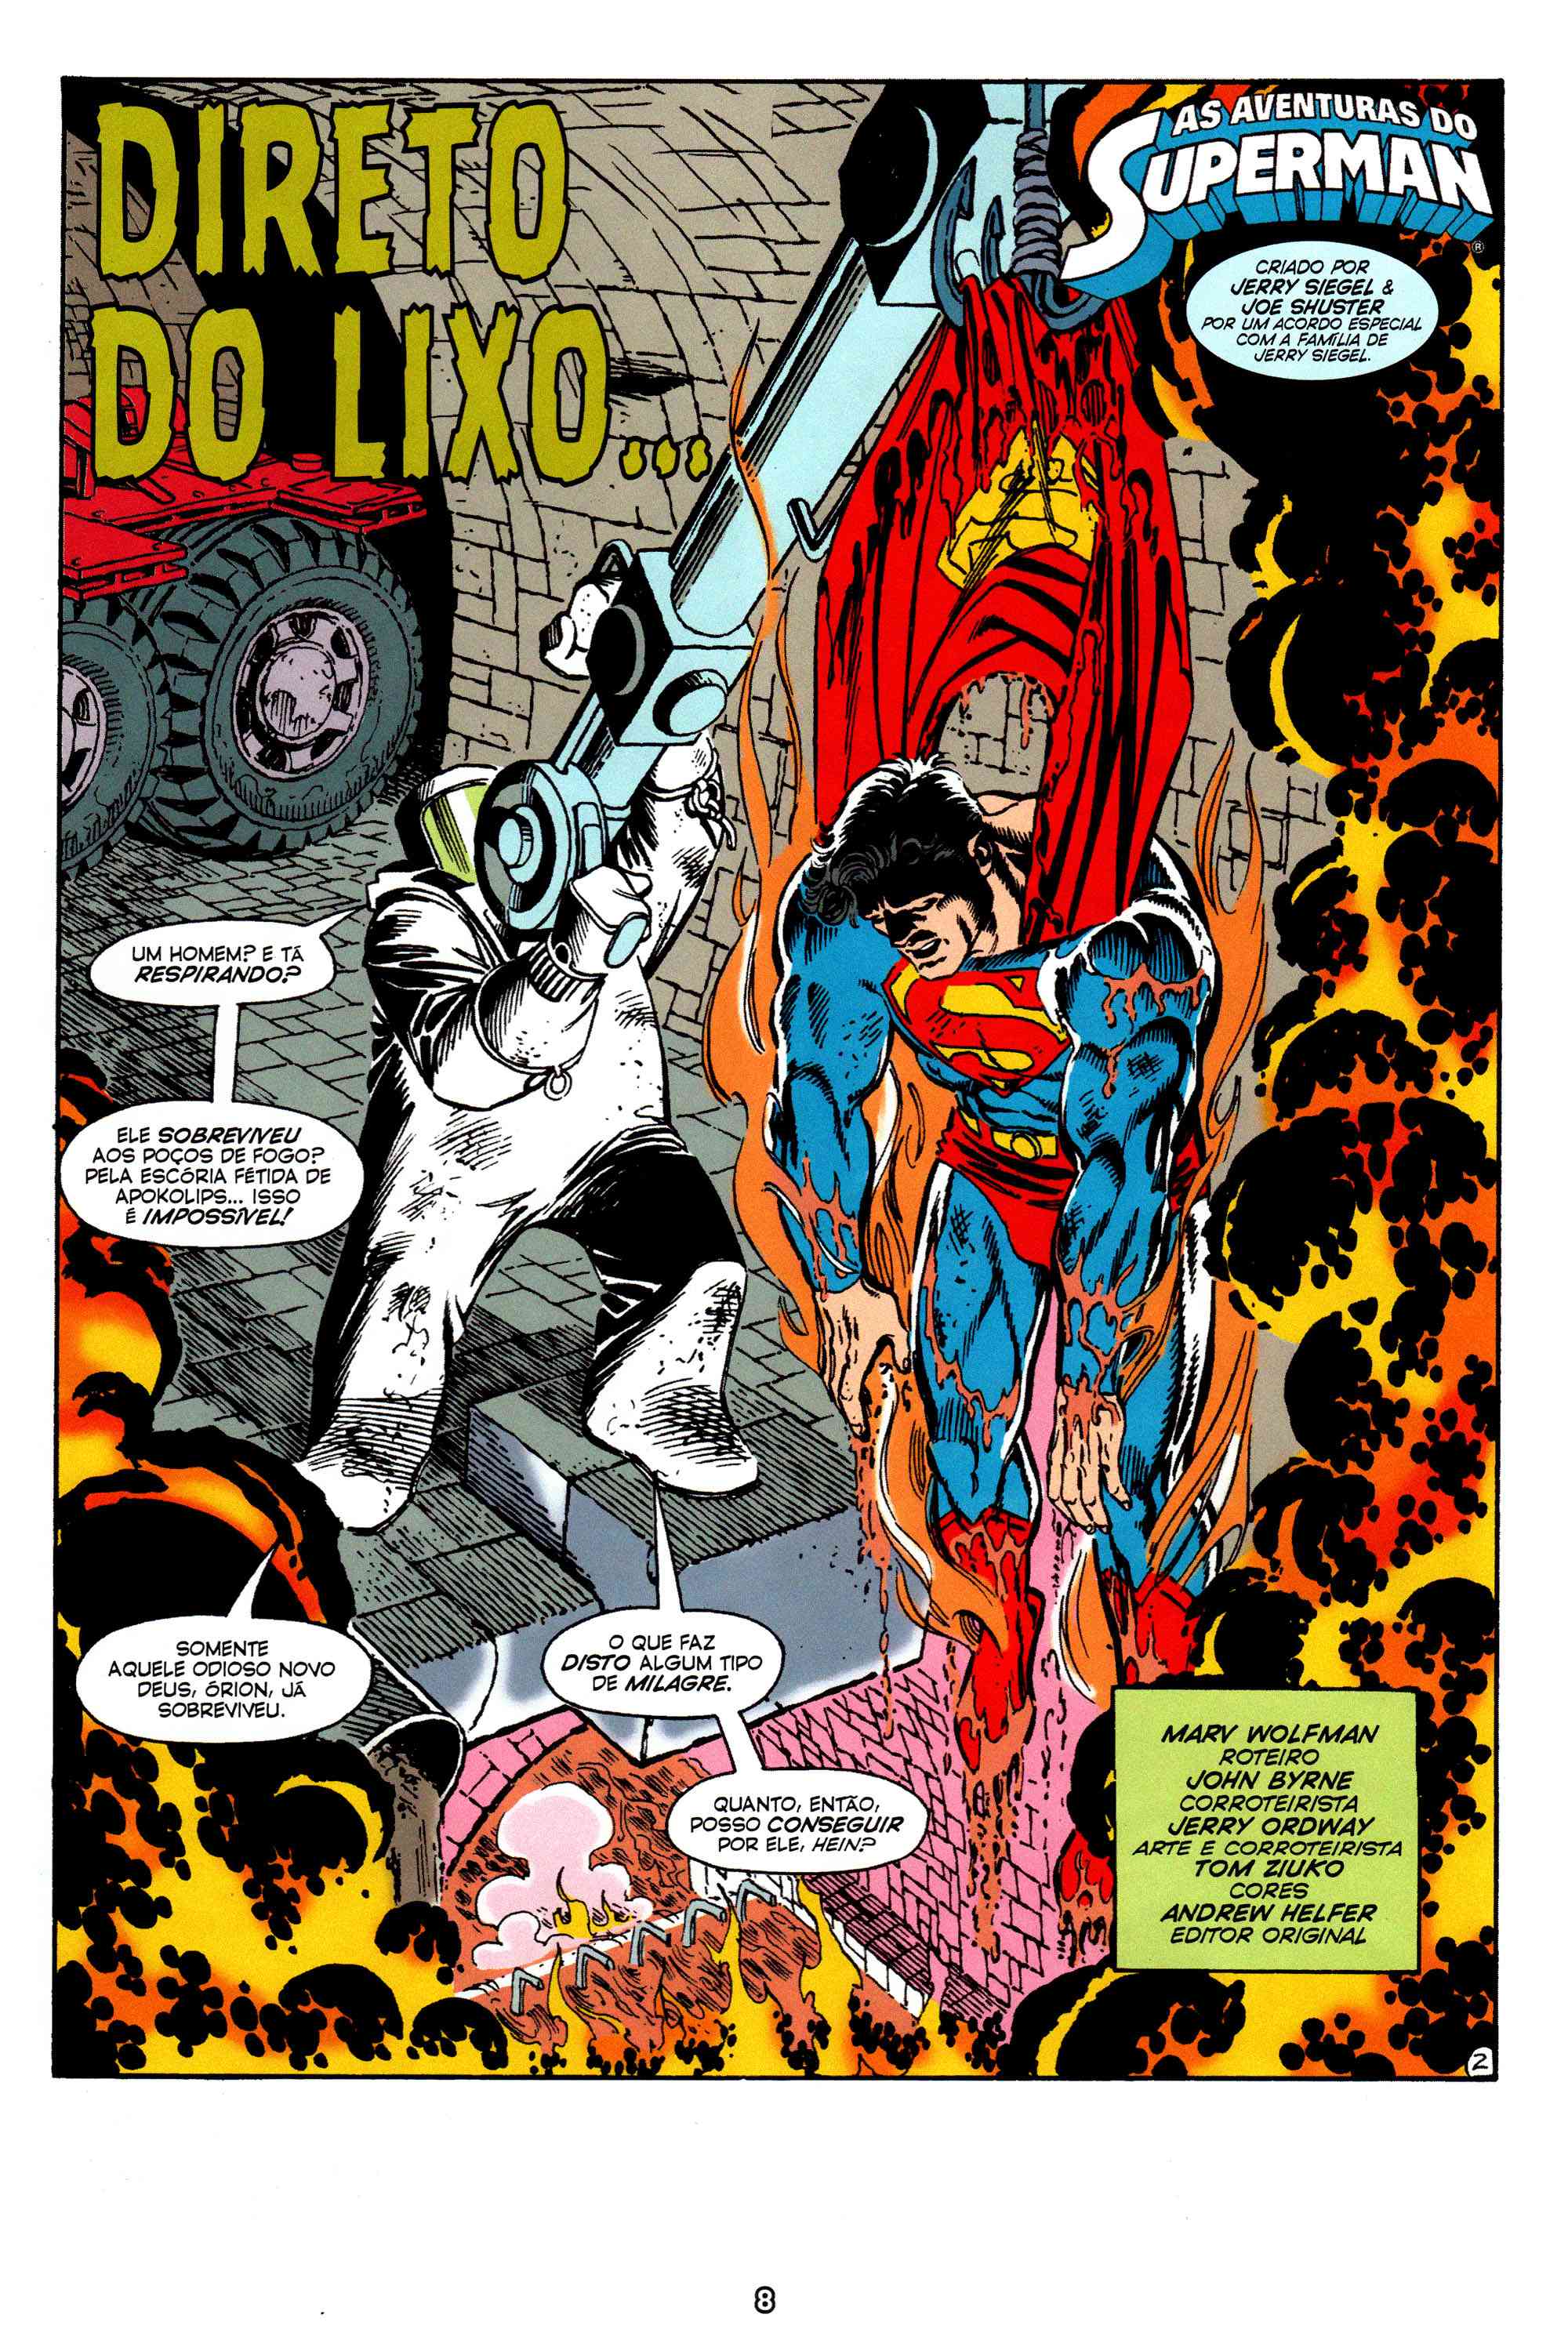 DIRETO
DO LIXO...
AS AVENTURAS DO
SUPERMAN
®
CRIADO POR
JERRY SIEGEL &
JOE SHUSTER
POR UM ACORDO ESPECIAL
COM A FAMÍLIA DE
JERRY SIEGEL.
UM HOMEM? E TÁ
RESPIRANDO?
ELE SOBREVIVEU
AOS POÇOS DE FOGO?
PELA ESCÓRIA FÉTIDA DE
APOKOLIPS... ISSO
É IMPOSSÍVEL!
SOMENTE
AQUELE ODIOSO NOVO
DEUS, ÓRION, JÁ
SOBREVIVEU.
O QUE FAZ
DISTO ALGUM TIPO
DE MILAGRE.
QUANTO, ENTÃO,
POSSO CONSEGUIR
POR ELE, HEIN?
MARV WOLFMAN
ROTEIRO
JOHN BYRNE
CORROTEIRISTA
JERRY ORDWAY
ARTE E CORROTEIRISTA
TOM ZIUKO
CORES
ANDREW HELFER
EDITOR ORIGINAL
2
8